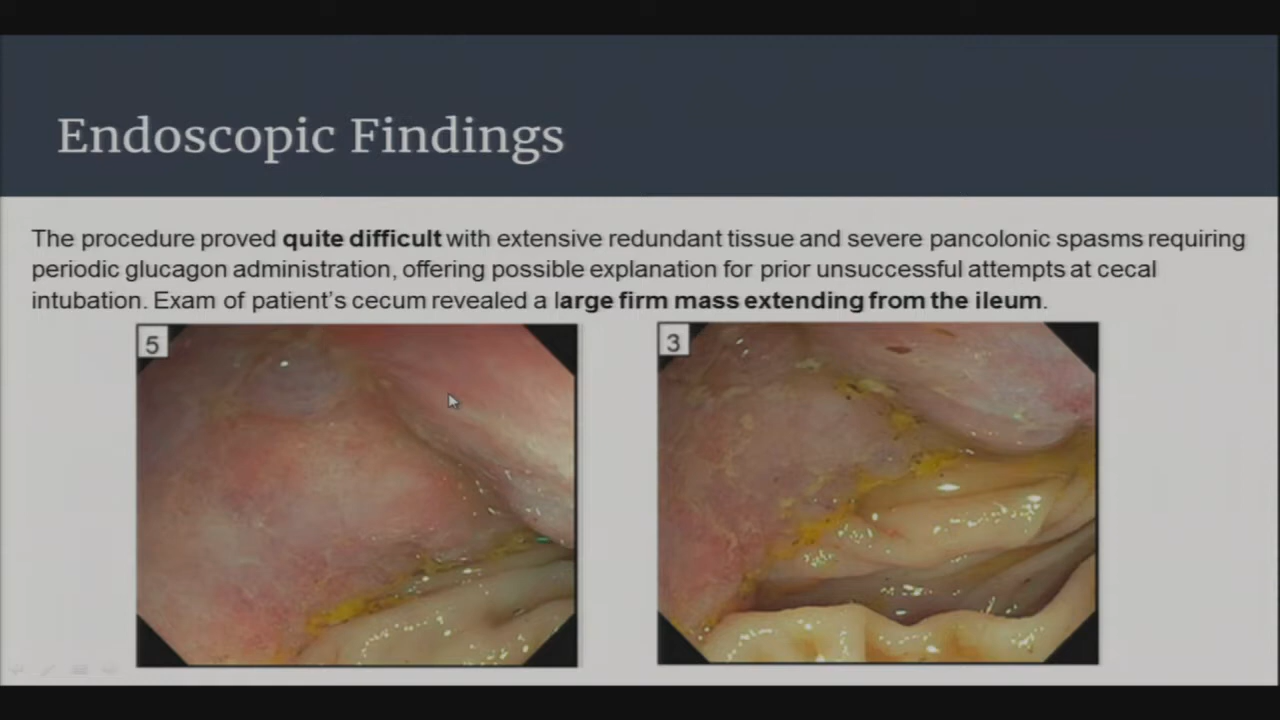 Endoscopic Findings
The procedure proved quite difficult with extensive redundant tissue and severe pancolonic spasms requiring
periodic glucagon administration, offering possible explanation for prior unsuccessful attempts at cecal
intubation. Exam of patient's cecum revealed a large firm mass extending from the ileum.
5
3